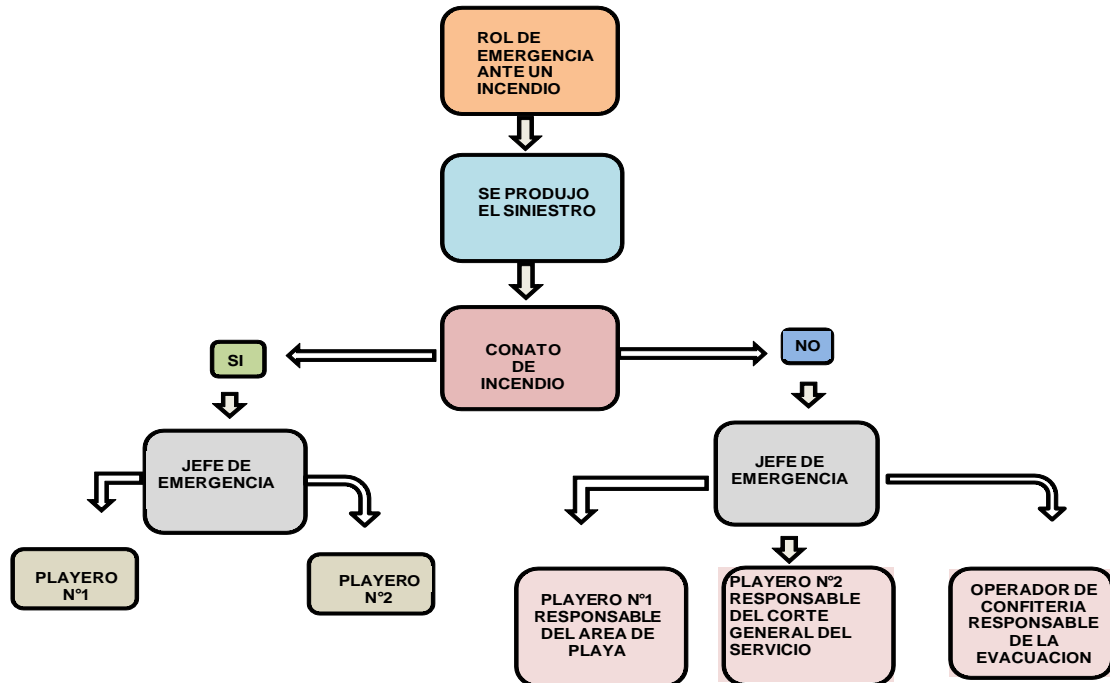 ROL DE
EMERGENCIA
ANTE UN
INCENDIO
SE PRODUJO
EL SINIESTRO
CONATO
DE
INCENDIO
SI
NO
JEFE DE
EMERGENCIA
JEFE DE
EMERGENCIA
PLAYERO
N°1
PLAYERO
N°2
PLAYERO N°1
RESPONSABLE
DEL AREA DE
PLAYA
PLAYERO N°2
RESPONSABLE
DEL CORTE
GENERAL DEL
SERVICIO
OPERADOR DE
CONFITERIA
RESPONSABLE
DE LA
EVACUACION